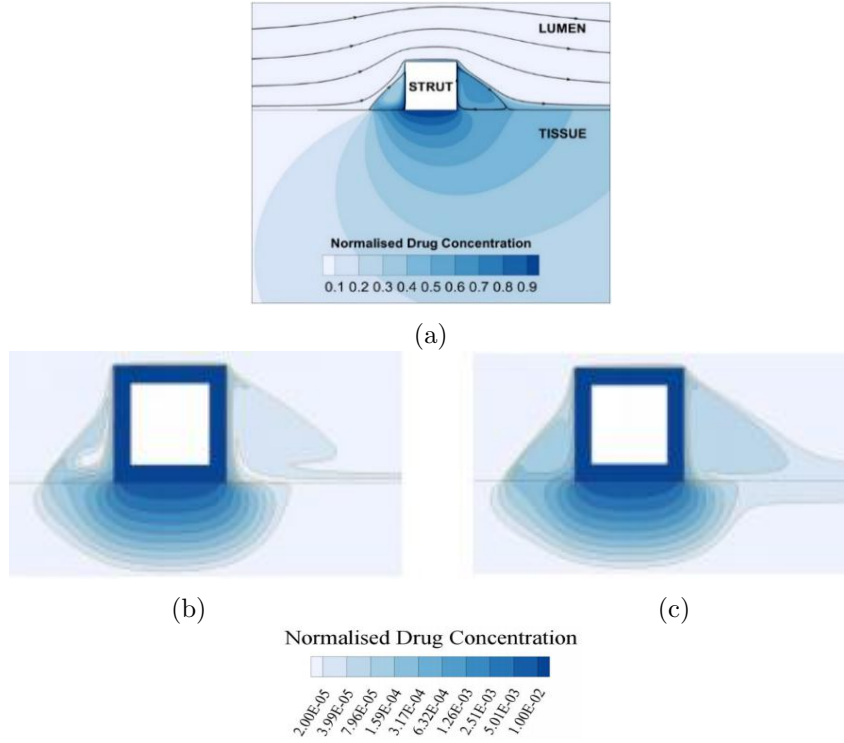 LUMEN
STRUT
TISSUE
Normalised Drug Concentration
0.1 0.2 0.3 0.4 0.5 0.6 0.7 0.8 0.9
(a)
(b) (c)
Normalised Drug Concentration
2.00E-05 3.99E-05 7.96E-05 1.59E-04 3.17E-04 6.32E-04 1.26E-03 2.51E-03 5.01E-03 1.00E-02